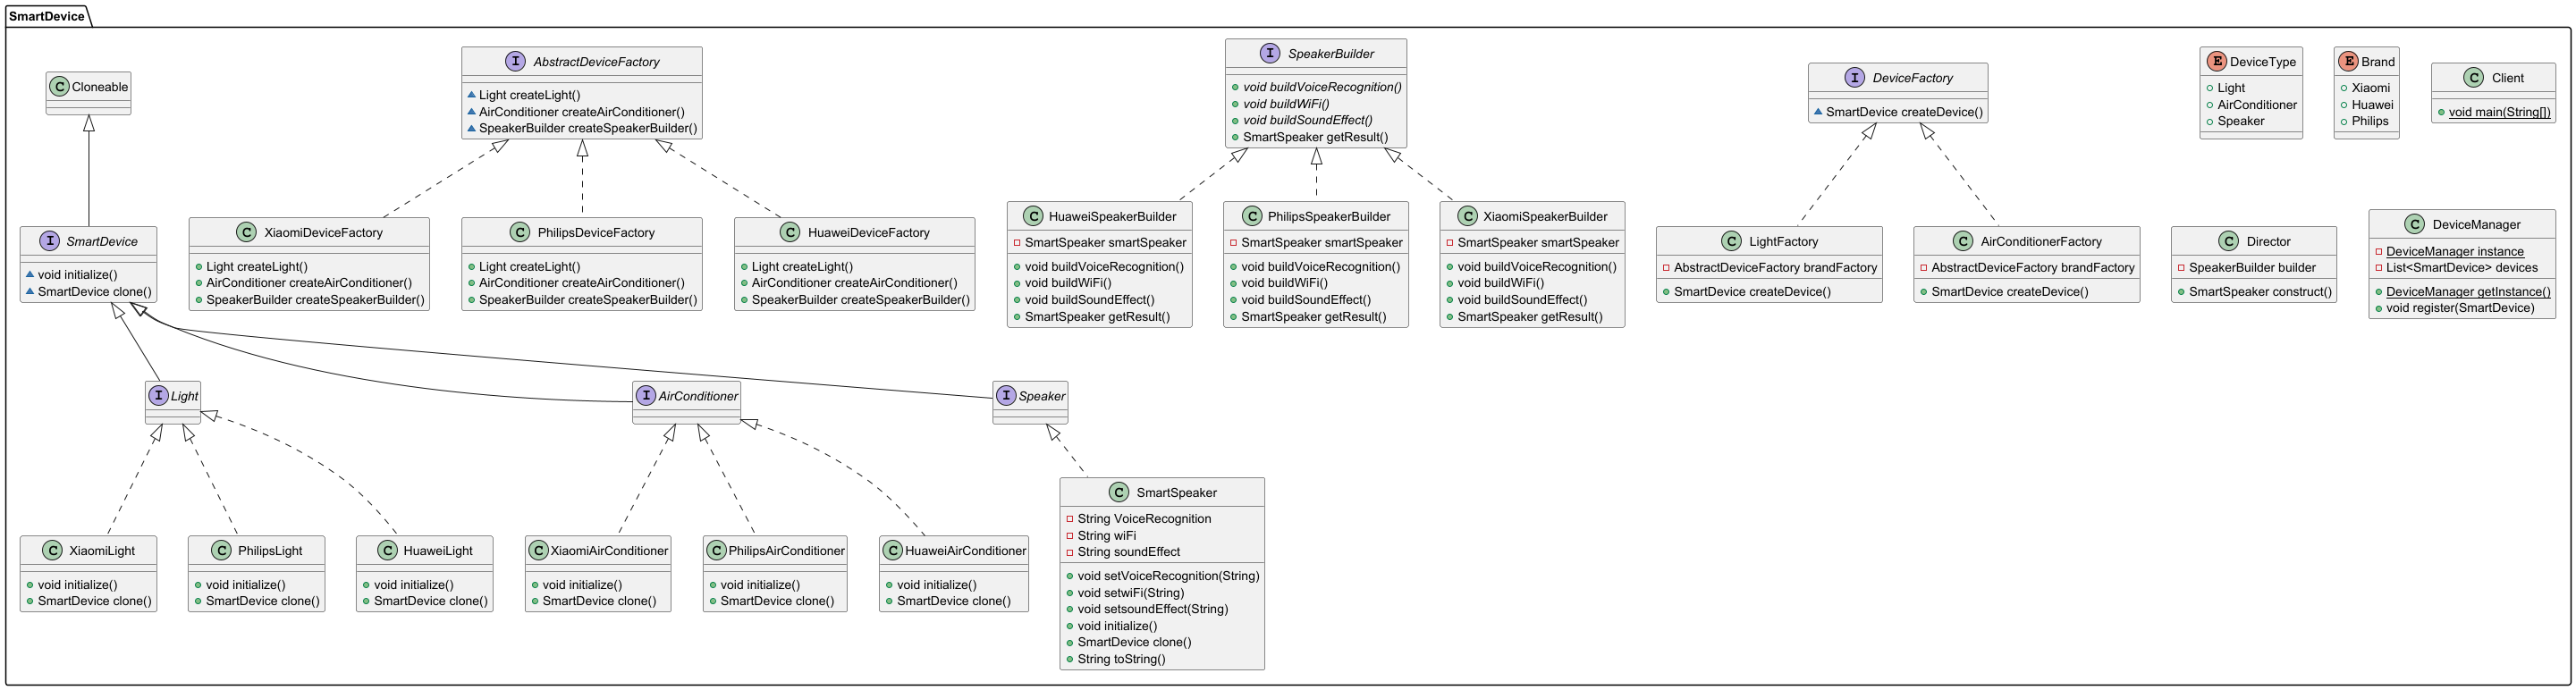 SmartDevice
C Cloneable
I AbstractDeviceFactory
Light createLight()
AirConditioner createAirConditioner()
SpeakerBuilder createSpeakerBuilder()
I SpeakerBuilder
void buildVoiceRecognition()
void buildWiFi()
void buildSoundEffect()
SmartSpeaker getResult()
I DeviceFactory
SmartDevice createDevice()
E DeviceType
Light
AirConditioner
Speaker
E Brand
Xiaomi
Huawei
Philips
C Client
void main(String[])
I SmartDevice
void initialize()
SmartDevice clone()
C XiaomiDeviceFactory
Light createLight()
AirConditioner createAirConditioner()
SpeakerBuilder createSpeakerBuilder()
C PhilipsDeviceFactory
Light createLight()
AirConditioner createAirConditioner()
SpeakerBuilder createSpeakerBuilder()
C HuaweiDeviceFactory
Light createLight()
AirConditioner createAirConditioner()
SpeakerBuilder createSpeakerBuilder()
C HuaweiSpeakerBuilder
SmartSpeaker smartSpeaker
void buildVoiceRecognition()
void buildWiFi()
void buildSoundEffect()
SmartSpeaker getResult()
C PhilipsSpeakerBuilder
SmartSpeaker smartSpeaker
void buildVoiceRecognition()
void buildWiFi()
void buildSoundEffect()
SmartSpeaker getResult()
C XiaomiSpeakerBuilder
SmartSpeaker smartSpeaker
void buildVoiceRecognition()
void buildWiFi()
void buildSoundEffect()
SmartSpeaker getResult()
C LightFactory
AbstractDeviceFactory brandFactory
SmartDevice createDevice()
C AirConditionerFactory
AbstractDeviceFactory brandFactory
SmartDevice createDevice()
C Director
SpeakerBuilder builder
SmartSpeaker construct()
C DeviceManager
DeviceManager instance
List<SmartDevice> devices
DeviceManager getInstance()
void register(SmartDevice)
I Light
I AirConditioner
I Speaker
C XiaomiLight
void initialize()
SmartDevice clone()
C PhilipsLight
void initialize()
SmartDevice clone()
C HuaweiLight
void initialize()
SmartDevice clone()
C XiaomiAirConditioner
void initialize()
SmartDevice clone()
C PhilipsAirConditioner
void initialize()
SmartDevice clone()
C HuaweiAirConditioner
void initialize()
SmartDevice clone()
C SmartSpeaker
String VoiceRecognition
String wiFi
String soundEffect
void setVoiceRecognition(String)
void setwiFi(String)
void setsoundEffect(String)
void initialize()
SmartDevice clone()
String toString()